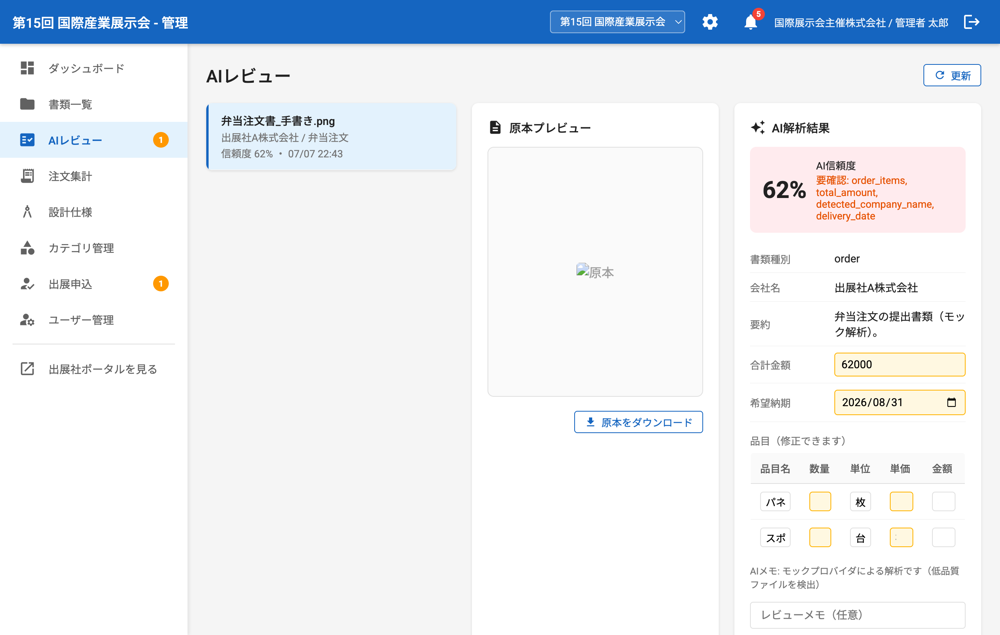 第15回 国際産業展示会 - 管理
第15回 国際産業展示会
5
国際展示会主催株式会社 / 管理者 太郎
ダッシュボード
書類一覧
AIレビュー
1
注文集計
設計仕様
カテゴリ管理
出展申込
1
ユーザー管理
出展社ポータルを見る
AIレビュー
更新
弁当注文書_手書き.png
出展社A株式会社 / 弁当注文
信頼度 62% ・ 07/07 22:43
原本プレビュー
原本
原本をダウンロード
AI解析結果
62%
AI信頼度
要確認: order_items,
total_amount,
detected_company_name,
delivery_date
書類種別 order
会社名 出展社A株式会社
要約 弁当注文の提出書類（モッ
ク解析）。
合計金額 62000
希望納期 2026/08/31
品目（修正できます）
品目名 数量 単位 単価 金額
パネ 枚
スポ 台
AIメモ: モックプロバイダによる解析です（低品質
ファイルを検出）
レビューメモ（任意）